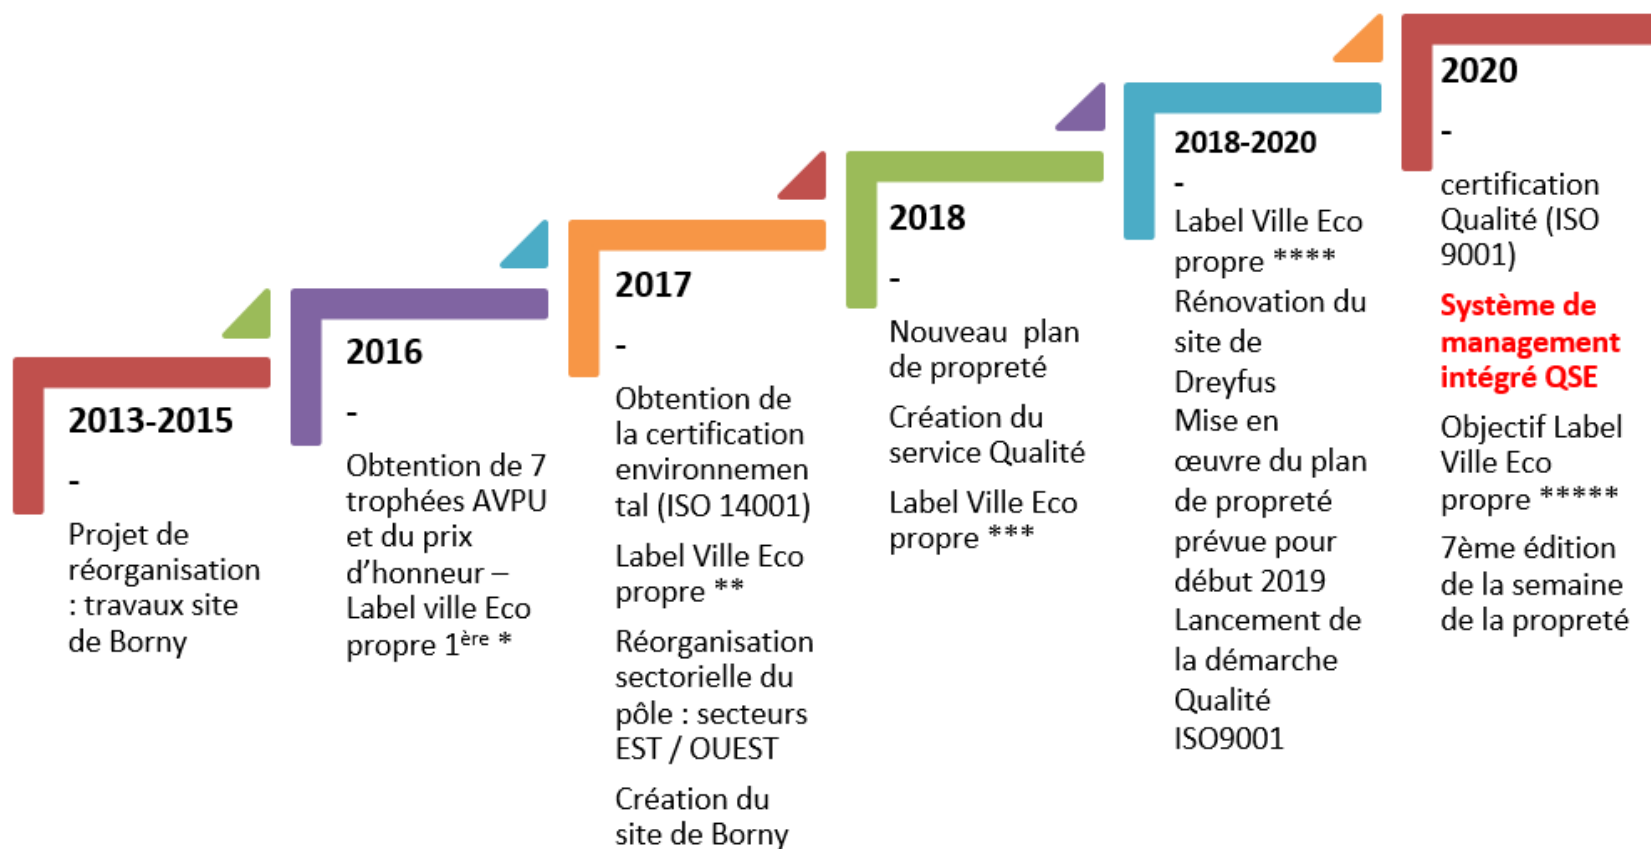 2013-2015
-
Projet de
réorganisation
: travaux site
de Borny
2016
-
Obtention de 7
trophées AVPU
et du prix
d’honneur –
Label ville Eco
propre 1ère *
2017
-
Obtention de
la certification
environnemen
tal (ISO 14001)
Label Ville Eco
propre **
Réorganisation
sectorielle du
pôle : secteurs
EST / OUEST
Création du
site de Borny
2018
-
Nouveau plan
de propreté
Création du
service Qualité
Label Ville Eco
propre ***
2018-2020
-
Label Ville Eco
propre ****
Rénovation du
site de
Dreyfus
Mise en
œuvre du plan
de propreté
prévue pour
début 2019
Lancement de
la démarche
Qualité
ISO9001
2020
-
certification
Qualité (ISO
9001)
Système de
management
intégré QSE
Objectif Label
Ville Eco
propre *****
7ème édition
de la semaine
de la propreté